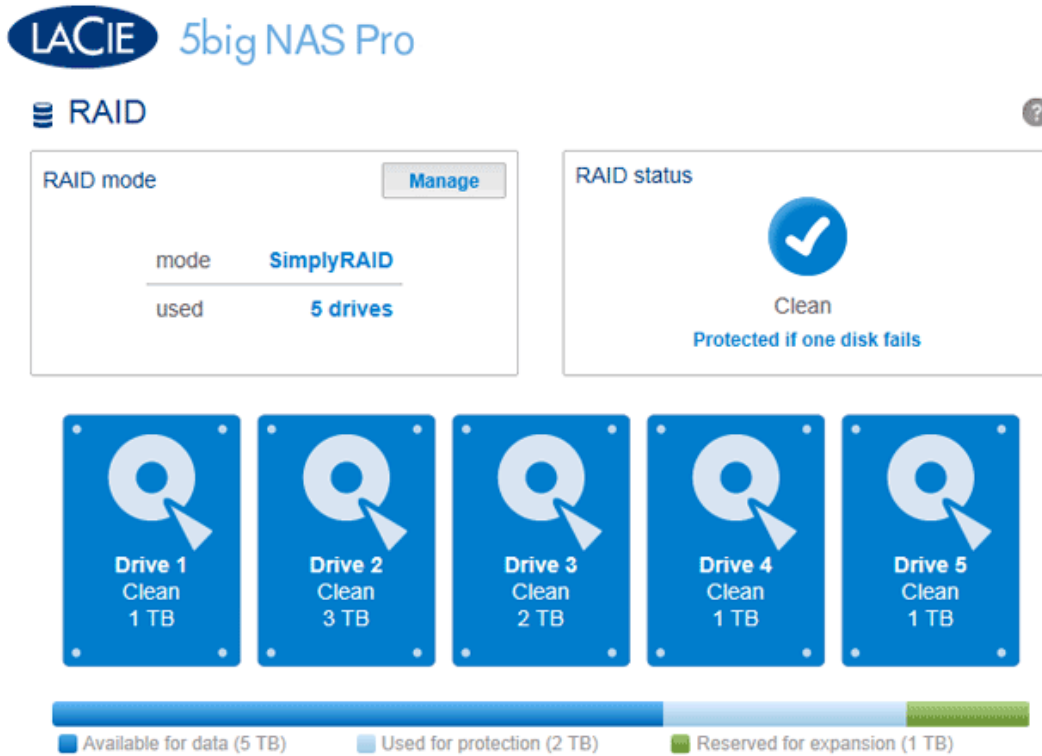 LACIE 5big NAS Pro
RAID
?
RAID mode
Manage
mode SimplyRAID
used 5 drives
RAID status
Clean
Protected if one disk fails
Drive 1
Clean
1 TB
Drive 2
Clean
3 TB
Drive 3
Clean
2 TB
Drive 4
Clean
1 TB
Drive 5
Clean
1 TB
Available for data (5 TB) Used for protection (2 TB) Reserved for expansion (1 TB)